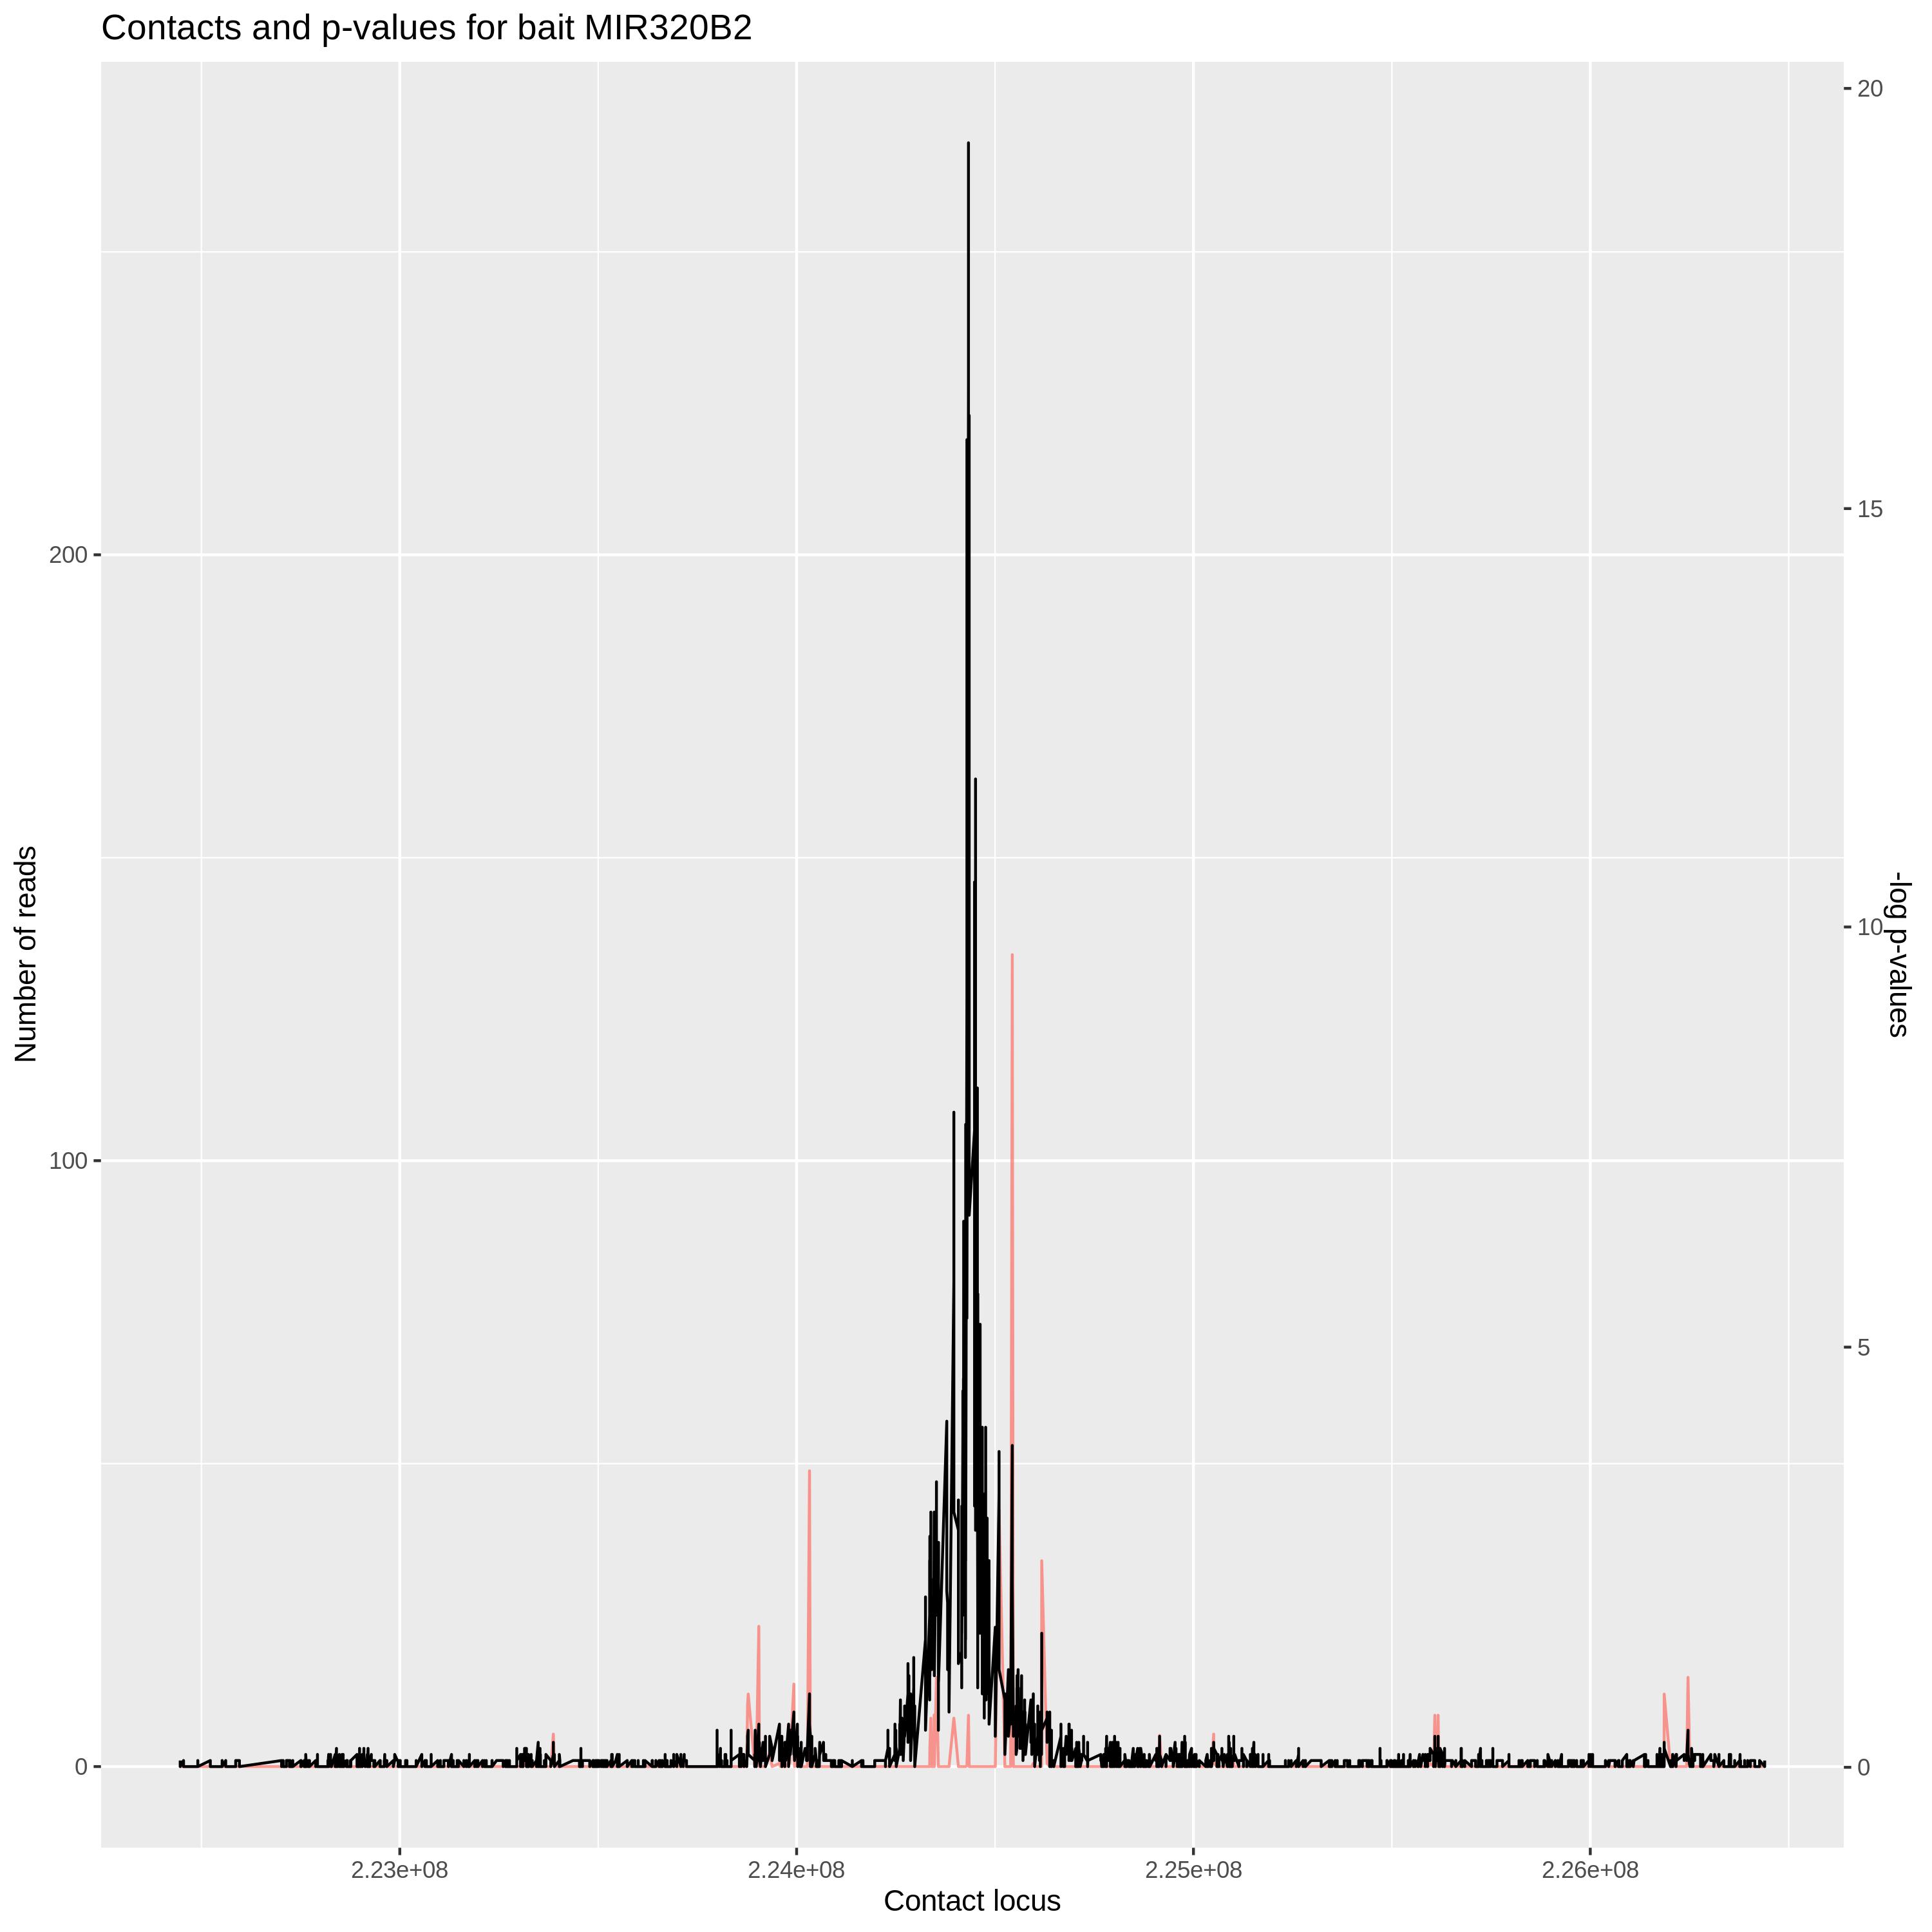 Contacts and p-values for bait MIR320B2
20
15
10
5
0
-log p-values
200
100
0
Number of reads
2.23e+08 2.24e+08 2.25e+08 2.26e+08
Contact locus